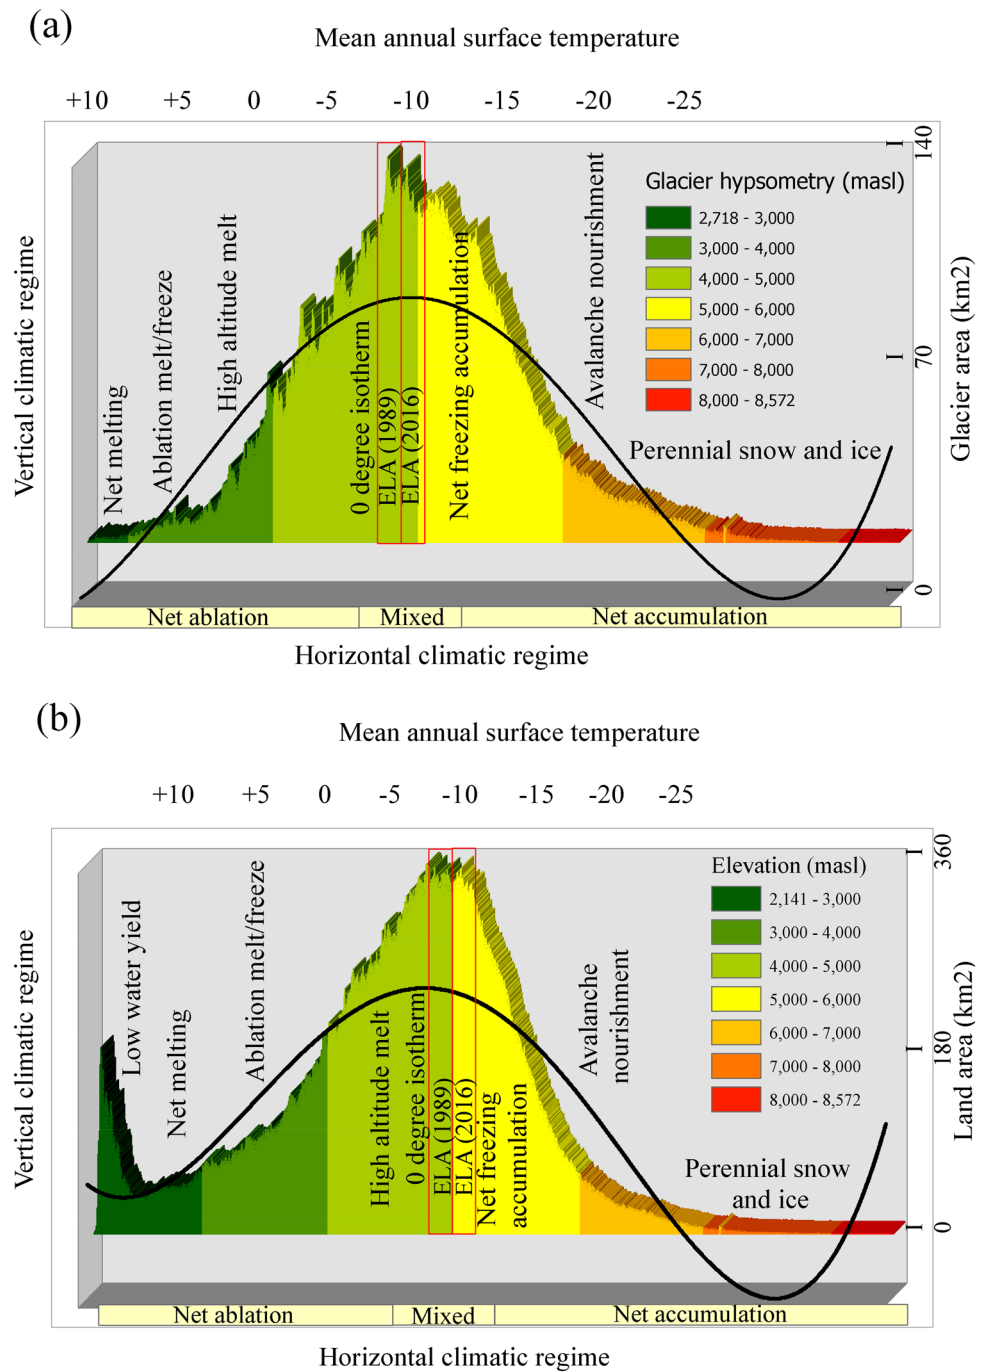 (a)
Mean annual surface temperature
+10 +5 0 -5 -10 -15 -20 -25
Vertical climatic regime
Net melting
Ablation melt/freeze
High altitude melt
0 degree isotherm
ELA (1989)
ELA (2016)
Net freezing accumulation
Avalanche nourishment
Perennial snow and ice
Glacier hypsometry (masl)
2,718 - 3,000
3,000 - 4,000
4,000 - 5,000
5,000 - 6,000
6,000 - 7,000
7,000 - 8,000
8,000 - 8,572
140
70
0
Glacier area (km2)
Net ablation Mixed Net accumulation
Horizontal climatic regime
(b)
Mean annual surface temperature
+10 +5 0 -5 -10 -15 -20 -25
Vertical climatic regime
Low water yield
Net melting
Ablation melt/freeze
High altitude melt
0 degree isotherm
ELA (1989)
ELA (2016)
Net freezing
accumulation
Avalanche
nourishment
Perennial snow
and ice
Elevation (masl)
2,141 - 3,000
3,000 - 4,000
4,000 - 5,000
5,000 - 6,000
6,000 - 7,000
7,000 - 8,000
8,000 - 8,572
360
180
0
Land area (km2)
Net ablation Mixed Net accumulation
Horizontal climatic regime